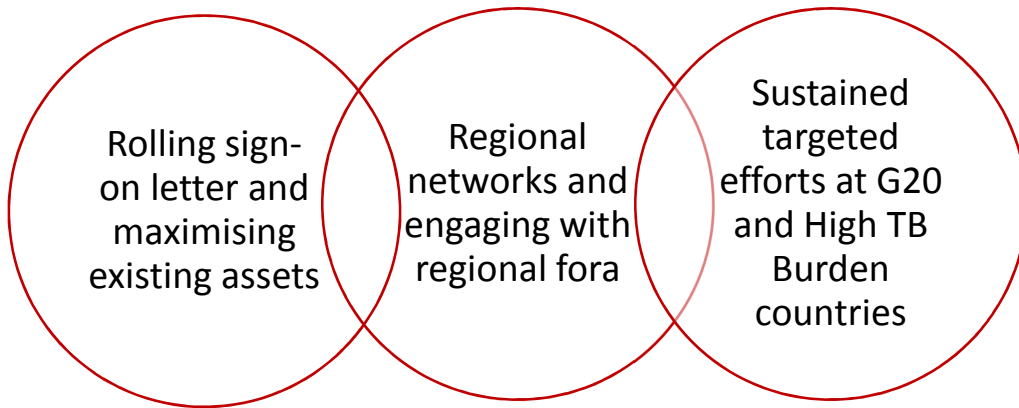 Rolling sign-
on letter and
maximising
existing assets
Regional
networks and
engaging with
regional fora
Sustained
targeted
efforts at G20
and High TB
Burden
countries